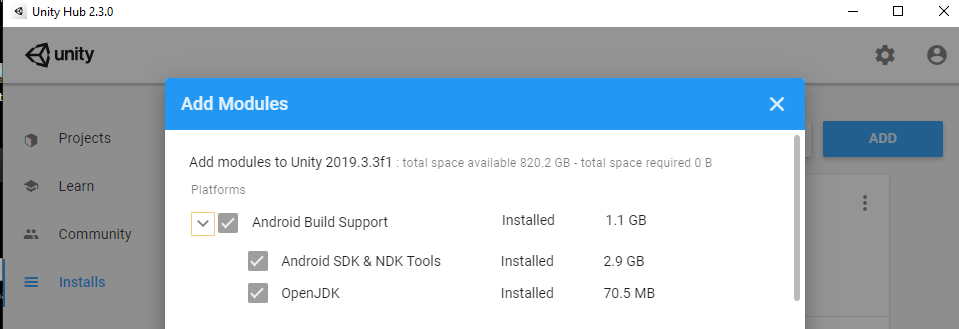 Unity Hub 2.3.0
unity
Add Modules
Projects
ADD
Add modules to Unity 2019.3.3f1 : total space available 820.2 GB - total space required 0 B
Learn
Platforms
Android Build Support Installed 1.1 GB
Community
Android SDK & NDK Tools Installed 2.9 GB
Installs
OpenJDK Installed 70.5 MB